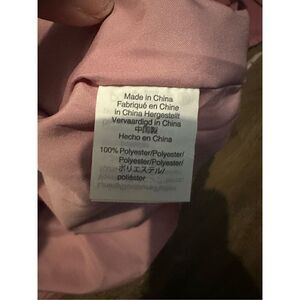 Made in China
Fabriqué en Chine
in China Hergestellt
Vervaardigd in China
中国製
Hecho en China
100% Polyester/Polyester/
Polyester/Polyester/
ポリエステル/
poliéster